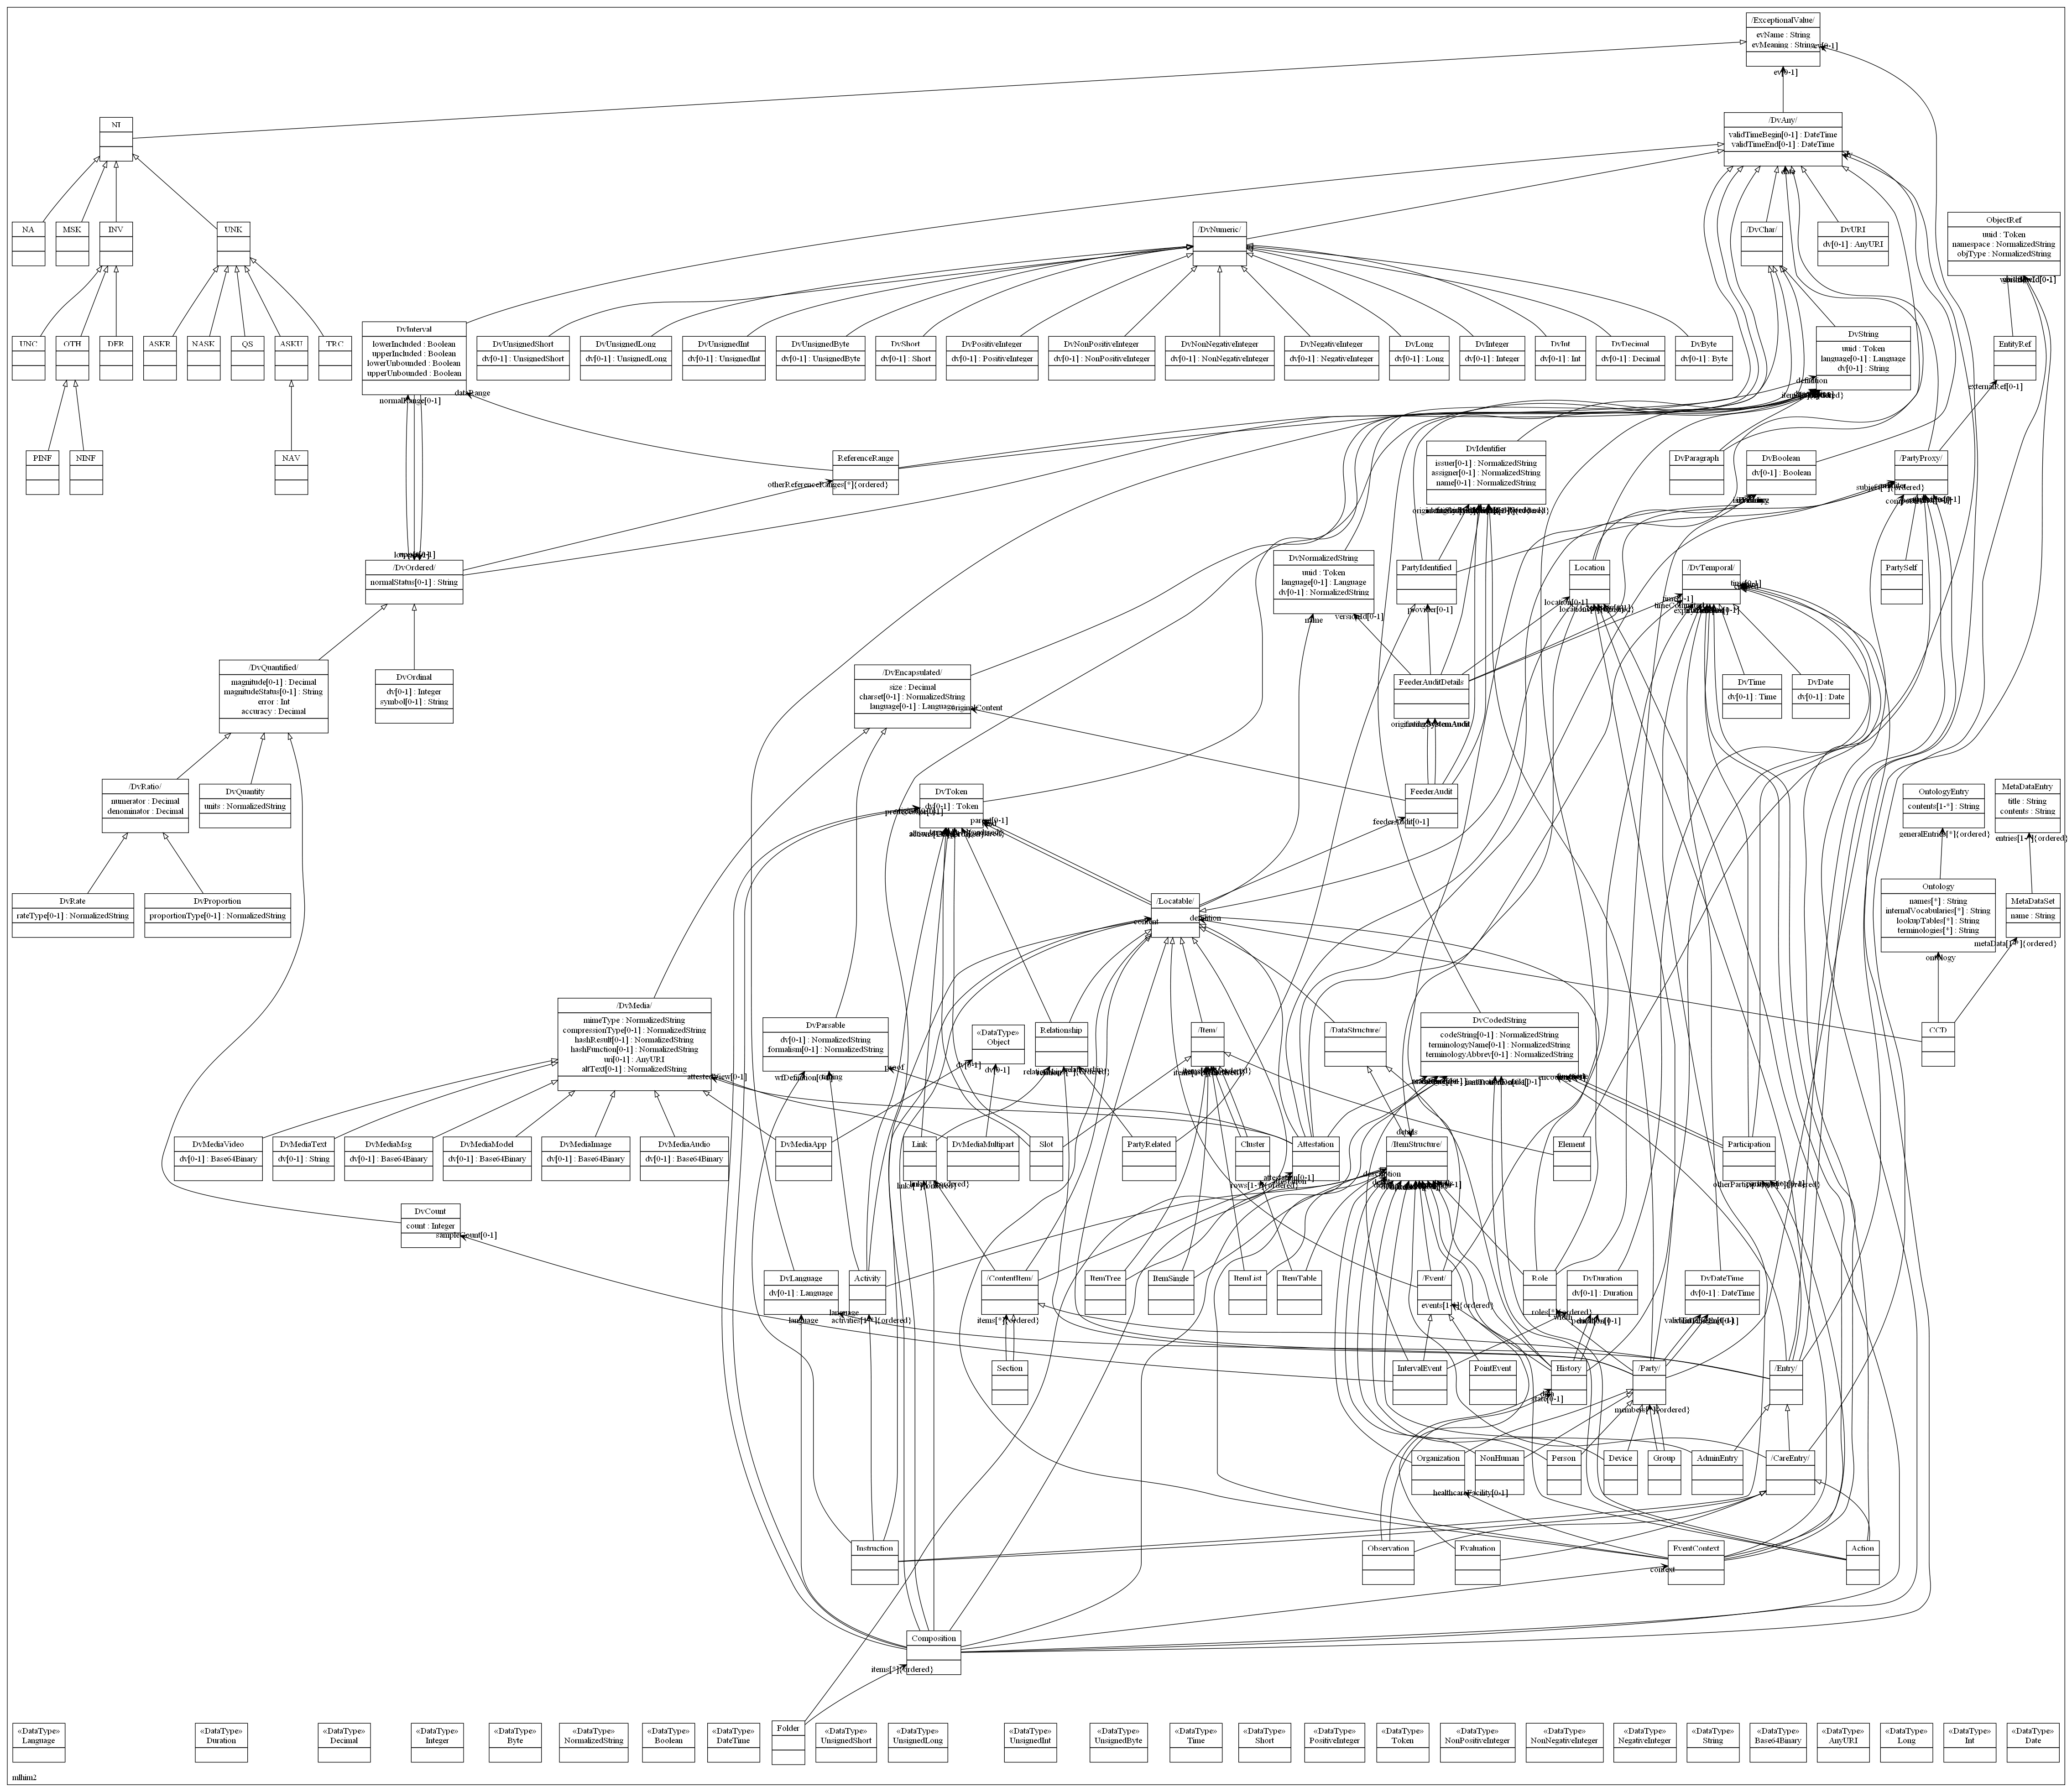 /ExceptionalValue/
evName : String
evMeaning : String
ev[0-1]
ev[0-1]
NI
/DvAny/
validTimeBegin[0-1] : DateTime
validTimeEnd[0-1] : DateTime
NA
MSK
INV
UNK
/DvNumeric/
/DvChar/
DvURI
dv[0-1] : AnyURI
ObjectRef
uuid : Token
namespace : NormalizedString
objType : NormalizedString
UNC
OTH
DER
ASKR
NASK
QS
ASKU
TRC
DvInterval
lowerIncluded : Boolean
upperIncluded : Boolean
lowerUnbounded : Boolean
upperUnbounded : Boolean
DvUnsignedShort
dv[0-1] : UnsignedShort
DvUnsignedLong
dv[0-1] : UnsignedLong
DvUnsignedInt
dv[0-1] : UnsignedInt
DvUnsignedByte
dv[0-1] : UnsignedByte
DvShort
dv[0-1] : Short
DvPositiveInteger
dv[0-1] : PositiveInteger
DvNonPositiveInteger
dv[0-1] : NonPositiveInteger
DvNonNegativeInteger
dv[0-1] : NonNegativeInteger
DvNegativeInteger
dv[0-1] : NegativeInteger
DvLong
dv[0-1] : Long
DvInteger
dv[0-1] : Integer
DvInt
dv[0-1] : Int
DvDecimal
dv[0-1] : Decimal
DvByte
dv[0-1] : Byte
DvString
uuid : Token
language[0-1] : Language
dv[0-1] : String
EntityRef
definition
externalRef[0-1]
normalRange[0-1]
dataRange
PINF
NINF
NAV
ReferenceRange
otherReferenceRanges[*]{ordered}
DvIdentifier
issuer[0-1] : NormalizedString
assigner[0-1] : NormalizedString
name[0-1] : NormalizedString
DvParagraph
DvBoolean
dv[0-1] : Boolean
/PartyProxy/
/DvOrdered/
normalStatus[0-1] : String
DvNormalizedString
uuid : Token
language[0-1] : Language
dv[0-1] : NormalizedString
PartyIdentified
Location
/DvTemporal/
PartySelf
name
versionId[0-1]
provider[0-1]
location[0-1]
/DvQuantified/
magnitude[0-1] : Decimal
magnitudeStatus[0-1] : String
error : Int
accuracy : Decimal
DvOrdinal
dv[0-1] : Integer
symbol[0-1] : String
/DvEncapsulated/
size : Decimal
charset[0-1] : NormalizedString
language[0-1] : Language
originalContent
FeederAuditDetails
DvTime
dv[0-1] : Time
DvDate
dv[0-1] : Date
/DvRatio/
numerator : Decimal
denominator : Decimal
DvQuantity
units : NormalizedString
DvToken
dv[0-1] : Token
FeederAudit
feederAudit[0-1]
OntologyEntry
contents[1-*] : String
generalEntries[*]{ordered}
MetaDataEntry
title : String
contents : String
entries[1-*]{ordered}
DvRate
rateType[0-1] : NormalizedString
DvProportion
proportionType[0-1] : NormalizedString
/Locatable/
content
definition
Ontology
names[*] : String
internalVocabularies[*] : String
lookupTables[*] : String
terminologies[*] : String
ontology
MetaDataSet
name : String
metaData[1-*]{ordered}
/DvMedia/
mimeType : NormalizedString
compressionType[0-1] : NormalizedString
hashResult[0-1] : NormalizedString
hashFunction[0-1] : NormalizedString
uri[0-1] : AnyURI
altText[0-1] : NormalizedString
attestedView[0-1]
DvParsable
dv[0-1] : NormalizedString
formalism[0-1] : NormalizedString
proof
«DataType»
Object
dv[0-1]
dv[0-1]
Relationship
/Item/
/DataStructure/
DvCodedString
codeString[0-1] : NormalizedString
terminologyName[0-1] : NormalizedString
terminologyAbbrev[0-1] : NormalizedString
CCD
DvMediaVideo
dv[0-1] : Base64Binary
DvMediaText
dv[0-1] : String
DvMediaMsg
dv[0-1] : Base64Binary
DvMediaModel
dv[0-1] : Base64Binary
DvMediaImage
dv[0-1] : Base64Binary
DvMediaAudio
dv[0-1] : Base64Binary
DvMediaApp
Link
DvMediaMultipart
dv[0-1] : Base64Binary
Slot
PartyRelated
Cluster
Attestation
details
/ItemStructure/
Element
Participation
rows[1-*]{ordered}
attestation[0-1]
description
DvCount
count : Integer
sampleCount[0-1]
DvLanguage
dv[0-1] : Language
language
Activity
language
activities[1-*]{ordered}
/ContentItem/
items[*]{ordered}
ItemTree
ItemSingle
ItemList
ItemTable
/Event/
events[1-*]{ordered}
Role
roles[*]{ordered}
DvDuration
dv[0-1] : Duration
DvDateTime
dv[0-1] : DateTime
Section
IntervalEvent
PointEvent
History
/Party/
/Entry/
members[*]{ordered}
Organization
NonHuman
Person
Device
Group
AdminEntry
/CareEntry/
healthcareFacility[0-1]
Instruction
Observation
Evaluation
EventContext
Action
context
Composition
items[*]{ordered}
«DataType»
Language
«DataType»
Duration
«DataType»
Decimal
«DataType»
Integer
«DataType»
Byte
«DataType»
NormalizedString
«DataType»
Boolean
«DataType»
DateTime
Folder
«DataType»
UnsignedShort
«DataType»
UnsignedLong
«DataType»
UnsignedInt
«DataType»
UnsignedByte
«DataType»
Time
«DataType»
Short
«DataType»
PositiveInteger
«DataType»
Token
«DataType»
NonPositiveInteger
«DataType»
NonNegativeInteger
«DataType»
NegativeInteger
«DataType»
String
«DataType»
Base64Binary
«DataType»
AnyURI
«DataType»
Long
«DataType»
Int
«DataType»
Date
mlhim2